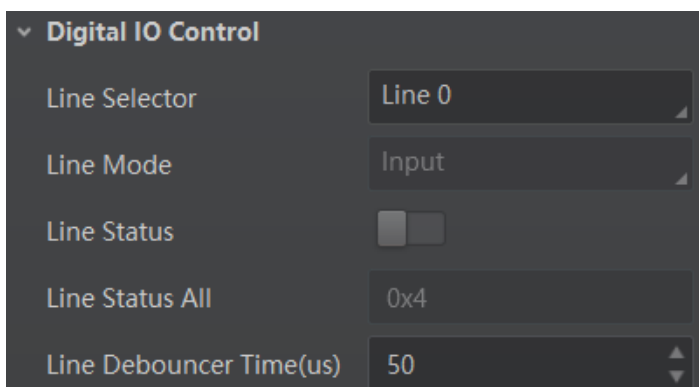 Digital IO Control
Line Selector Line 0
Line Mode Input
Line Status
Line Status All 0x4
Line Debouncer Time(us) 50